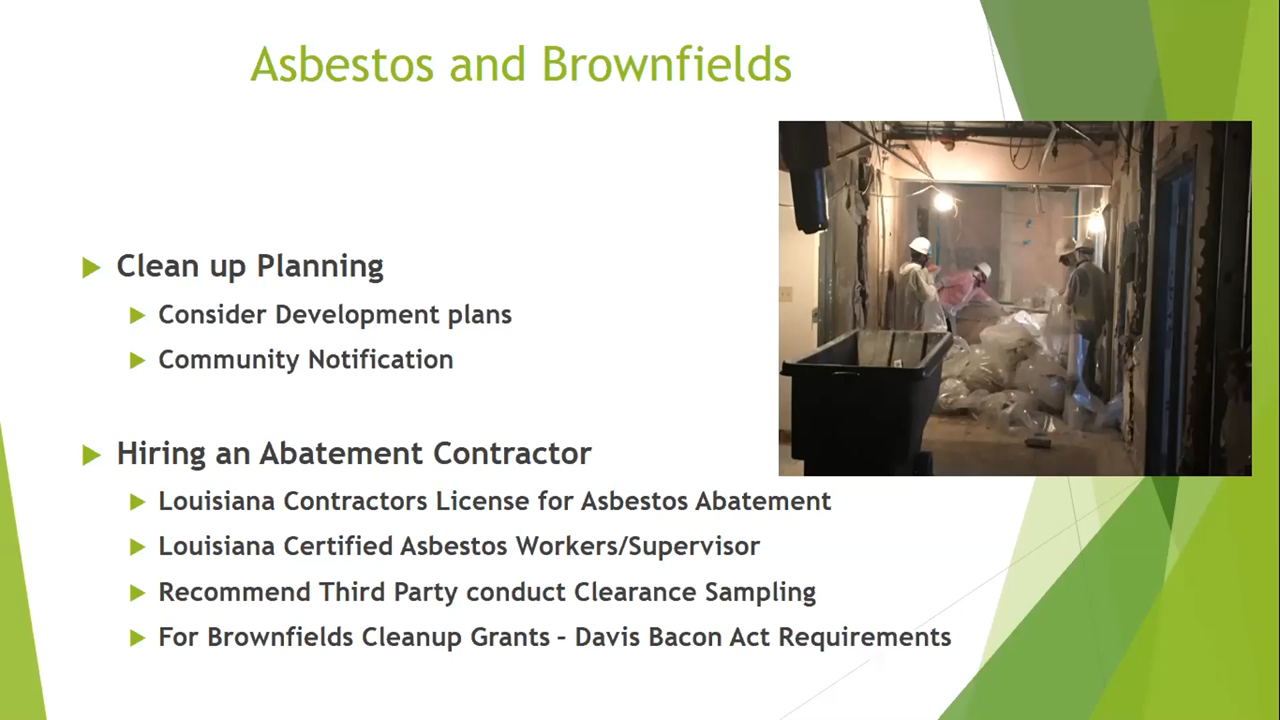 Asbestos and Brownfields
Clean up Planning
Consider Development plans
Community Notification
Hiring an Abatement Contractor
Louisiana Contractors License for Asbestos Abatement
Louisiana Certified Asbestos Workers/Supervisor
Recommend Third Party conduct Clearance Sampling
For Brownfields Cleanup Grants – Davis Bacon Act Requirements